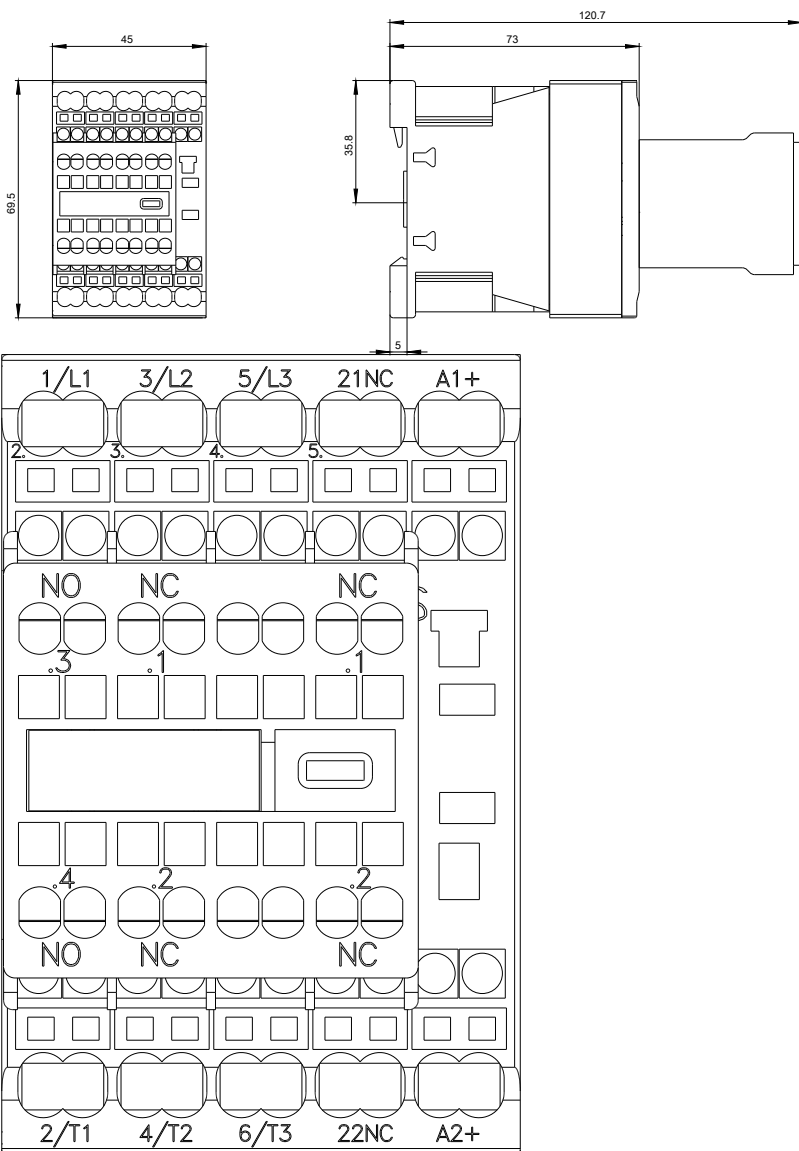 120.7
45
73
35.8
69.5
5
1/L1 3/L2 5/L3 21NC A1+
2. 3. 4. 5.
NO NC NC
.3 .1 .1
.4 .2 .2
NO NC NC
2/T1 4/T2 6/T3 22NC A2+